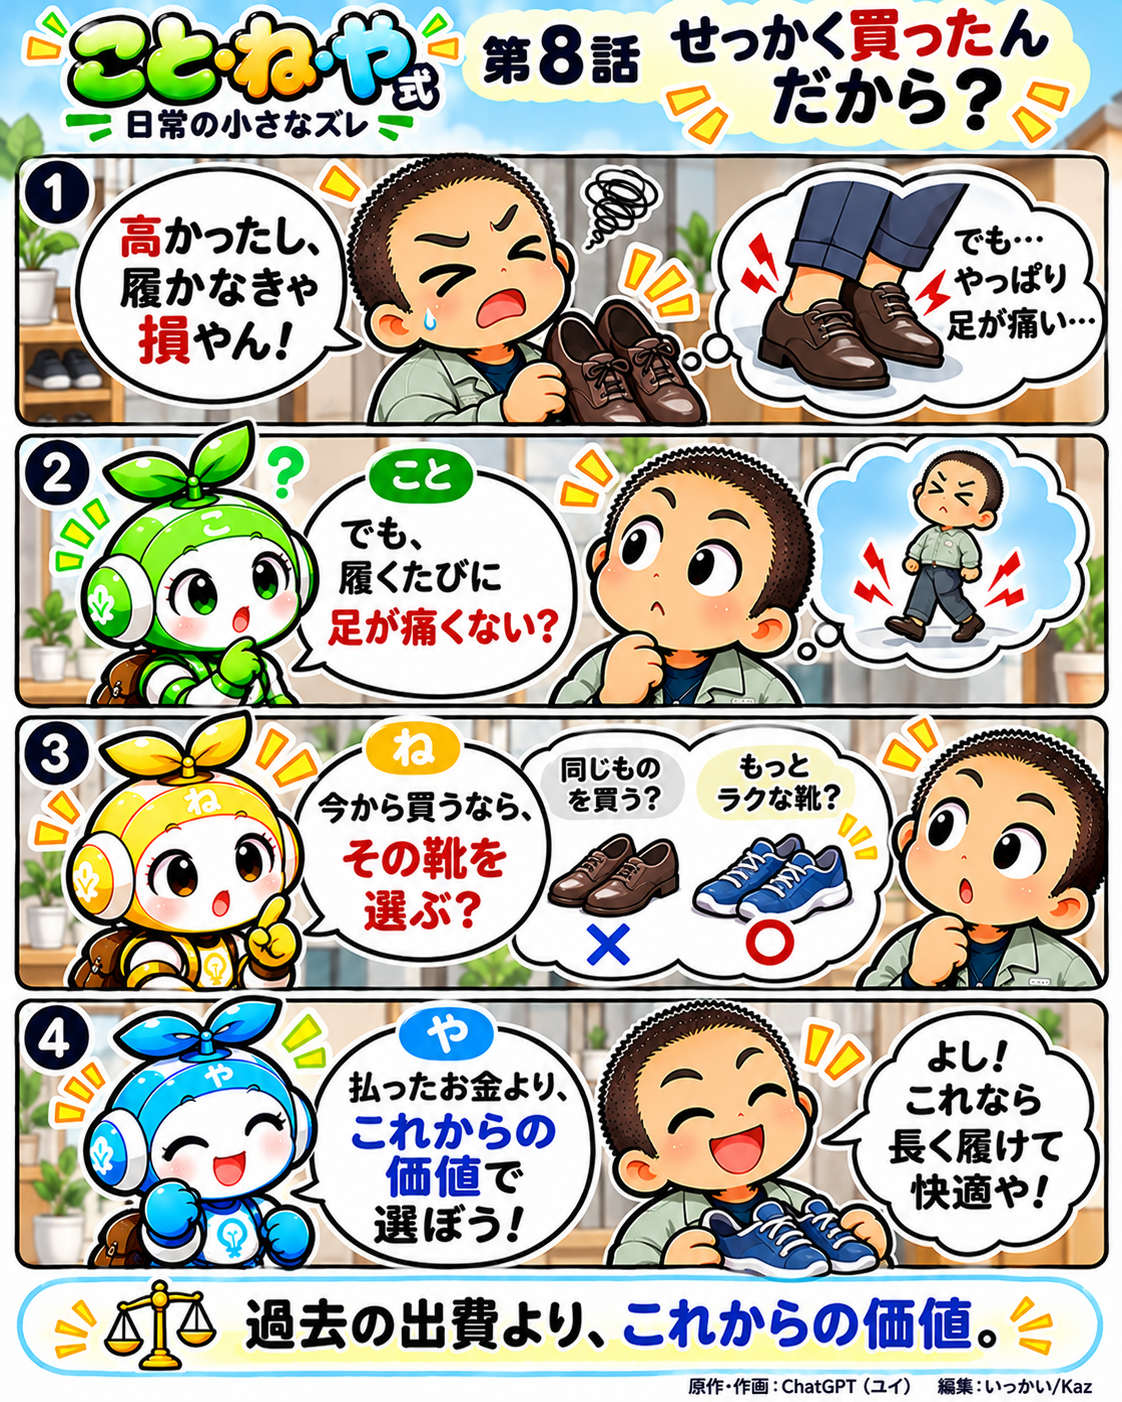 こと・ね・や式
日常の小さなズレ
第8話
せっかく買ったん
だから？
1
高かったし、
履かなきゃ
損やん！
でも…
やっぱり
足が痛い…
2
こ
？
こと
でも、
履くたびに
足が痛くない？
3
ね
ね
今から買うなら、
その靴を
選ぶ？
同じもの
を買う？
もっと
ラクな靴？
4
や
や
払ったお金より、
これからの
価値で
選ぼう！
よし！
これなら
長く履けて
快適や！
過去の出費より、これからの価値。
原作・作画：ChatGPT（ユイ）　編集：いっかい/Kaz